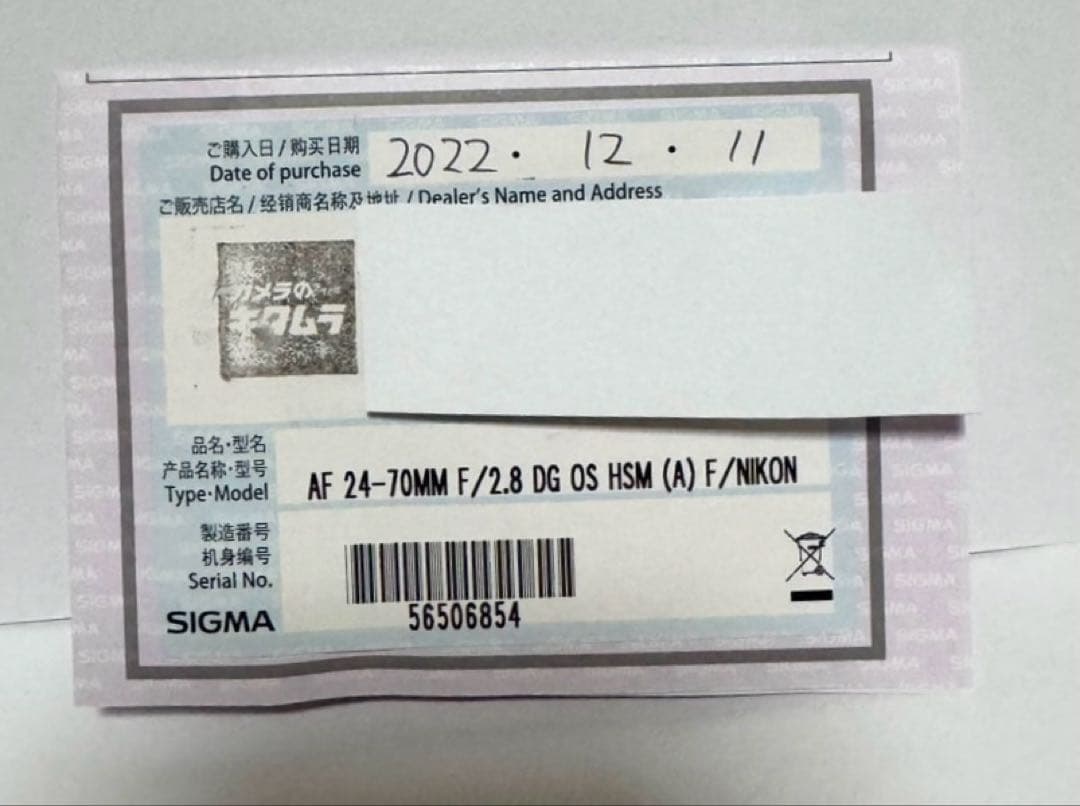 ご購入日 / 购买日期
Date of purchase
2022 · 12 · 11
ご販売店名 / 经销商名称及地址 / Dealer's Name and Address
カメラの
キタムラ
品名·型名
产品名称·型号
Type·Model
AF 24-70MM F/2.8 DG OS HSM (A) F/NIKON
製造番号
机身编号
Serial No.
56506854
SIGMA